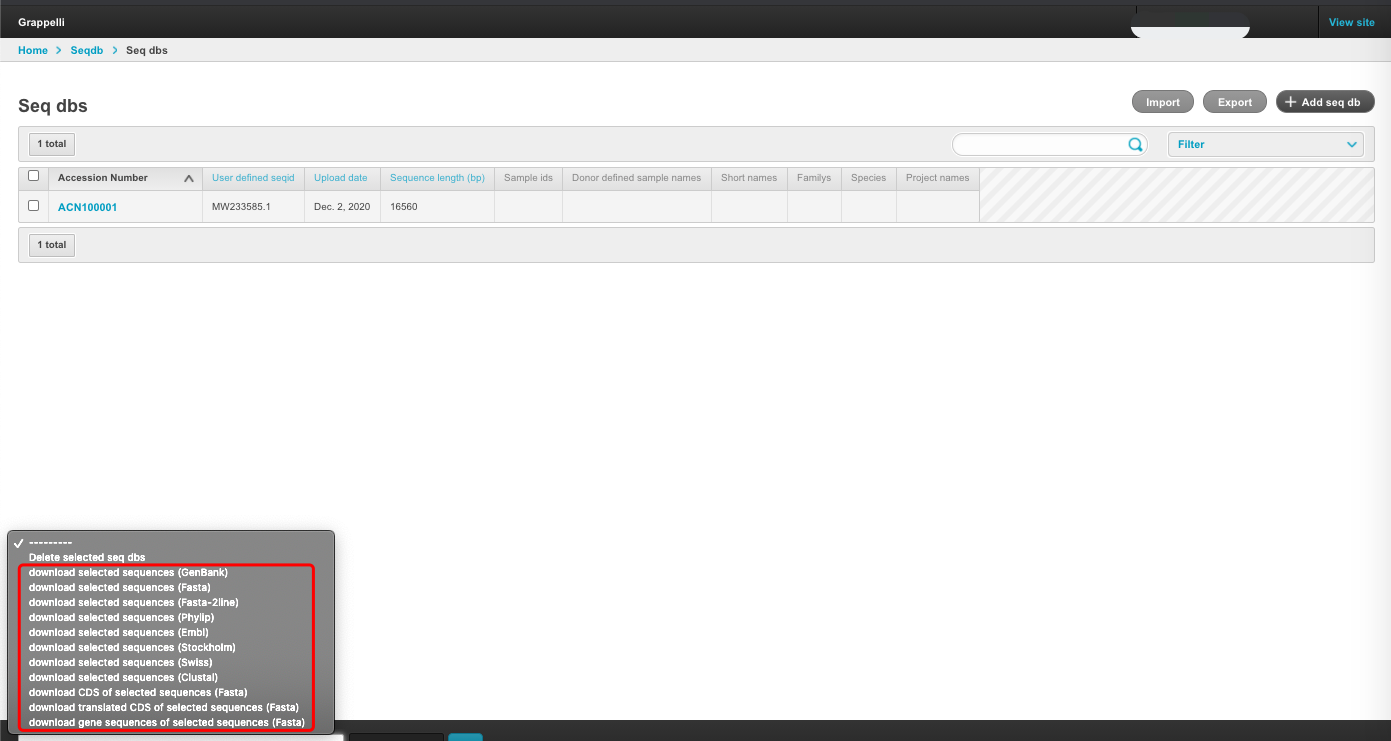 Grappelli
View site
Home > Seqdb > Seq dbs
Seq dbs
Import
Export
+ Add seq db
1 total
Filter
Accession Number User defined seqid Upload date Sequence length (bp) Sample ids Donor defined sample names Short names Familys Species Project names
ACN100001 MW233585.1 Dec. 2, 2020 16560
1 total
✓ ---------
Delete selected seq dbs
download selected sequences (GenBank)
download selected sequences (Fasta)
download selected sequences (Fasta-2line)
download selected sequences (Phylip)
download selected sequences (Embl)
download selected sequences (Stockholm)
download selected sequences (Swiss)
download selected sequences (Clustal)
download CDS of selected sequences (Fasta)
download translated CDS of selected sequences (Fasta)
download gene sequences of selected sequences (Fasta)